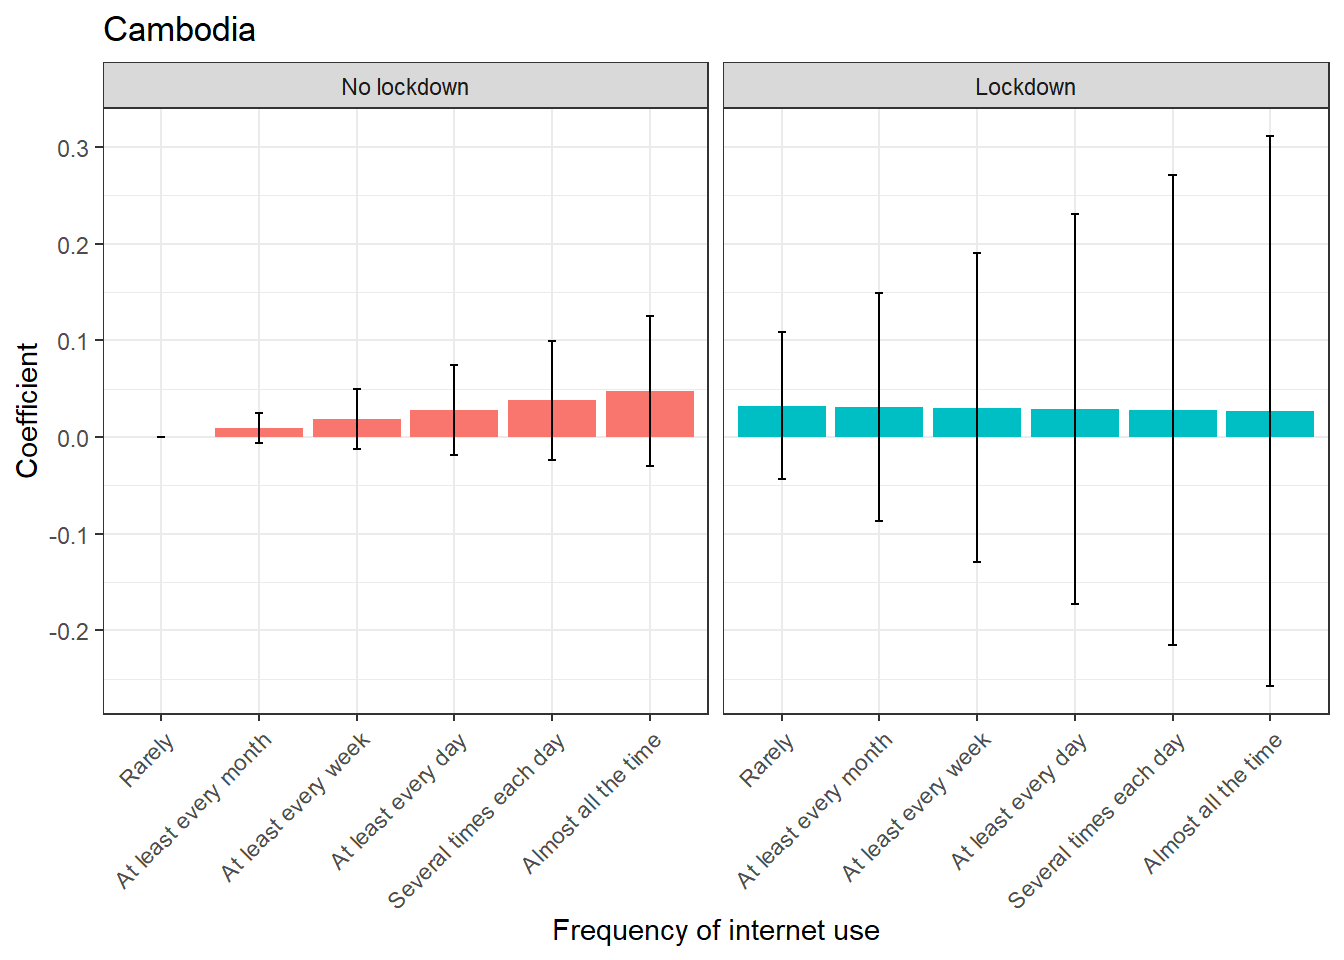 Cambodia
No lockdown
Lockdown
0.3
0.2
0.1
0.0
-0.1
-0.2
Coefficient
Rarely
At least every month
At least every week
At least every day
Several times each day
Almost all the time
Rarely
At least every month
At least every week
At least every day
Several times each day
Almost all the time
Frequency of internet use